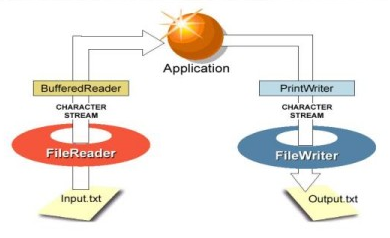 Application
BufferedReader
CHARACTER
STREAM
FileReader
Input.txt
PrintWriter
CHARACTER
STREAM
FileWriter
Output.txt